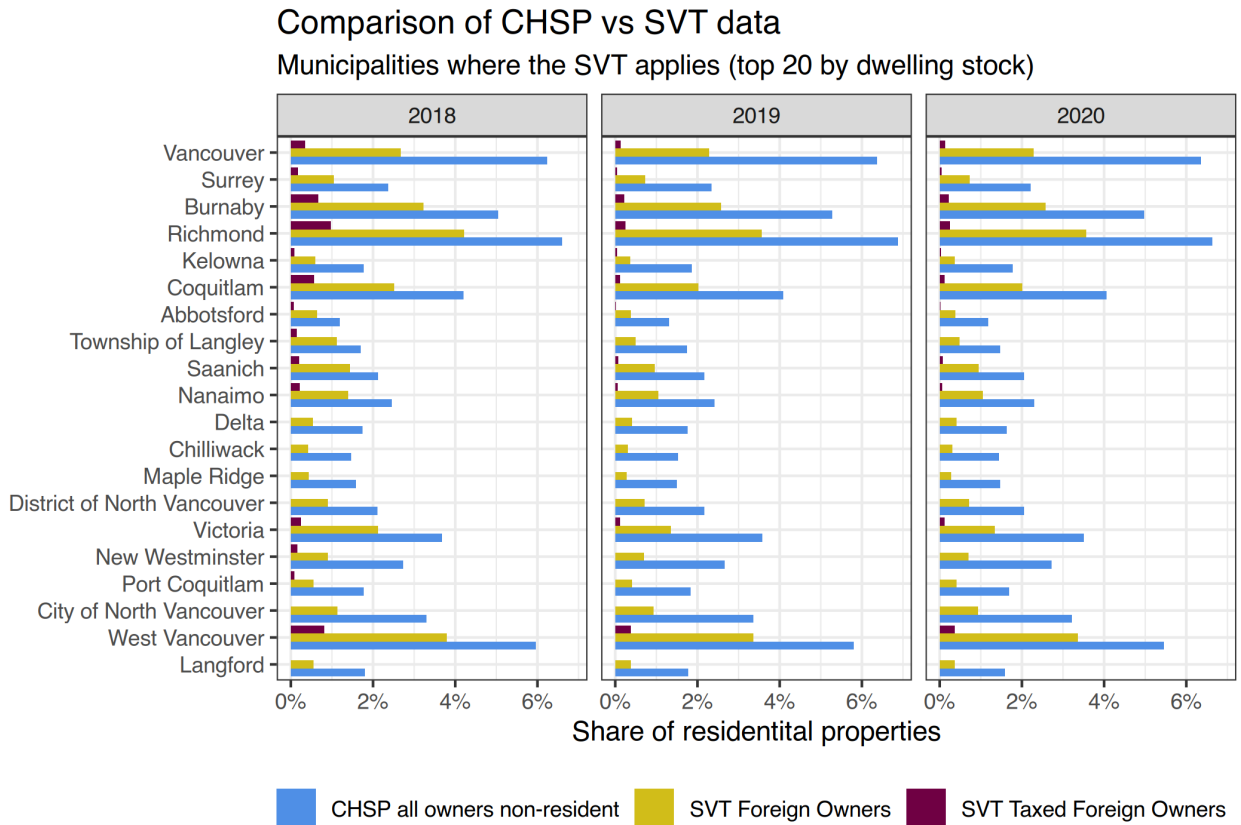 Comparison of CHSP vs SVT data
Municipalities where the SVT applies (top 20 by dwelling stock)
2018 2019 2020
Vancouver
Surrey
Burnaby
Richmond
Kelowna
Coquitlam
Abbotsford
Township of Langley
Saanich
Nanaimo
Delta
Chilliwack
Maple Ridge
District of North Vancouver
Victoria
New Westminster
Port Coquitlam
City of North Vancouver
West Vancouver
Langford
0% 2% 4% 6% 0% 2% 4% 6% 0% 2% 4% 6%
Share of residentital properties
CHSP all owners non-resident SVT Foreign Owners SVT Taxed Foreign Owners